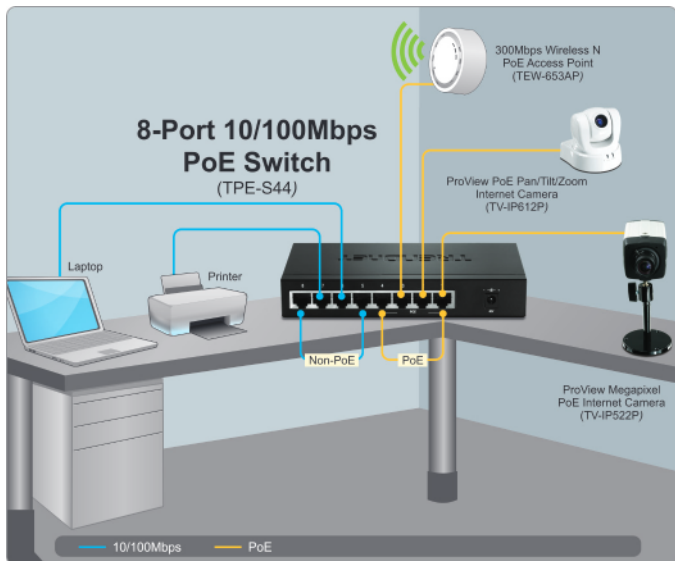 300Mbps Wireless N
PoE Access Point
(TEW-653AP)
8-Port 10/100Mbps
PoE Switch
(TPE-S44)
ProView PoE Pan/Tilt/Zoom
Internet Camera
(TV-IP612P)
Laptop
Printer
Non-PoE
PoE
ProView Megapixel
PoE Internet Camera
(TV-IP522P)
10/100Mbps
PoE